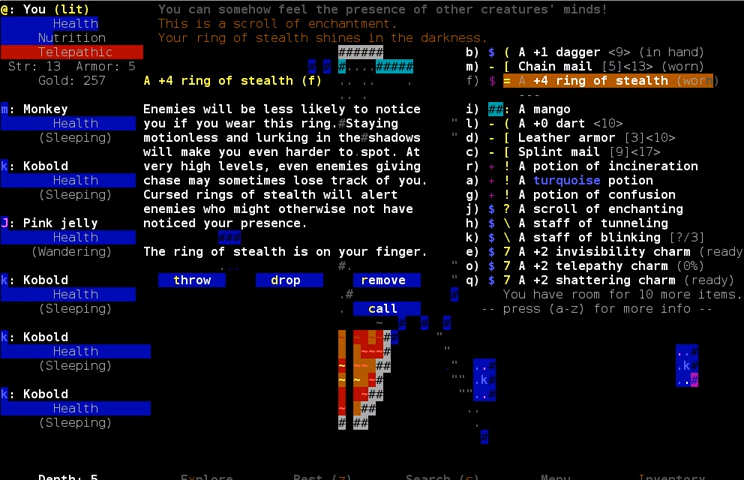 @: You (lit)
You can somehow feel the presence of other creatures' minds!
Health
This is a scroll of enchantment.
Nutrition
Your ring of stealth shines in the darkness.
Telepathic
Str: 13  Armor: 5
Gold: 257
A +4 ring of stealth (f)
m: Monkey
Health
(Sleeping)
k: Kobold
Health
(Sleeping)
J: Pink jelly
Health
(Wandering)
k: Kobold
Health
(Sleeping)
k: Kobold
Health
(Sleeping)
k: Kobold
Health
(Sleeping)
Depth: 5
Enemies will be less likely to notice
you if you wear this ring. Staying
motionless and lurking in the shadows
will make you even harder to spot. At
very high levels, even enemies giving
chase may sometimes lose track of you.
Cursed rings of stealth will alert
enemies who might otherwise not have
noticed your presence.
The ring of stealth is on your finger.
throw drop remove
call
b) $ ( A +1 dagger <9> (in hand)
m) - [ Chain mail [5]<13> (worn)
f) $ = A +4 ring of stealth (worn)
---
i) : A mango
l) - ( A +0 dart <10>
d) - [ Leather armor [3]<10>
c) - [ Splint mail [9]<17>
r) + ! A potion of incineration
a) + ! A turquoise potion
g) + ! A potion of confusion
j) $ ? A scroll of enchanting
h) $ \ A staff of tunneling
k) $ \ A staff of blinking [?/3]
e) $ 7 A +2 invisibility charm (ready
o) $ 7 A +2 telepathy charm (0%)
q) $ 7 A +2 shattering charm (ready)
You have room for 10 more items.
-- press (a-z) for more info --
Explore Rest (z) Search (s) Menu Inventory